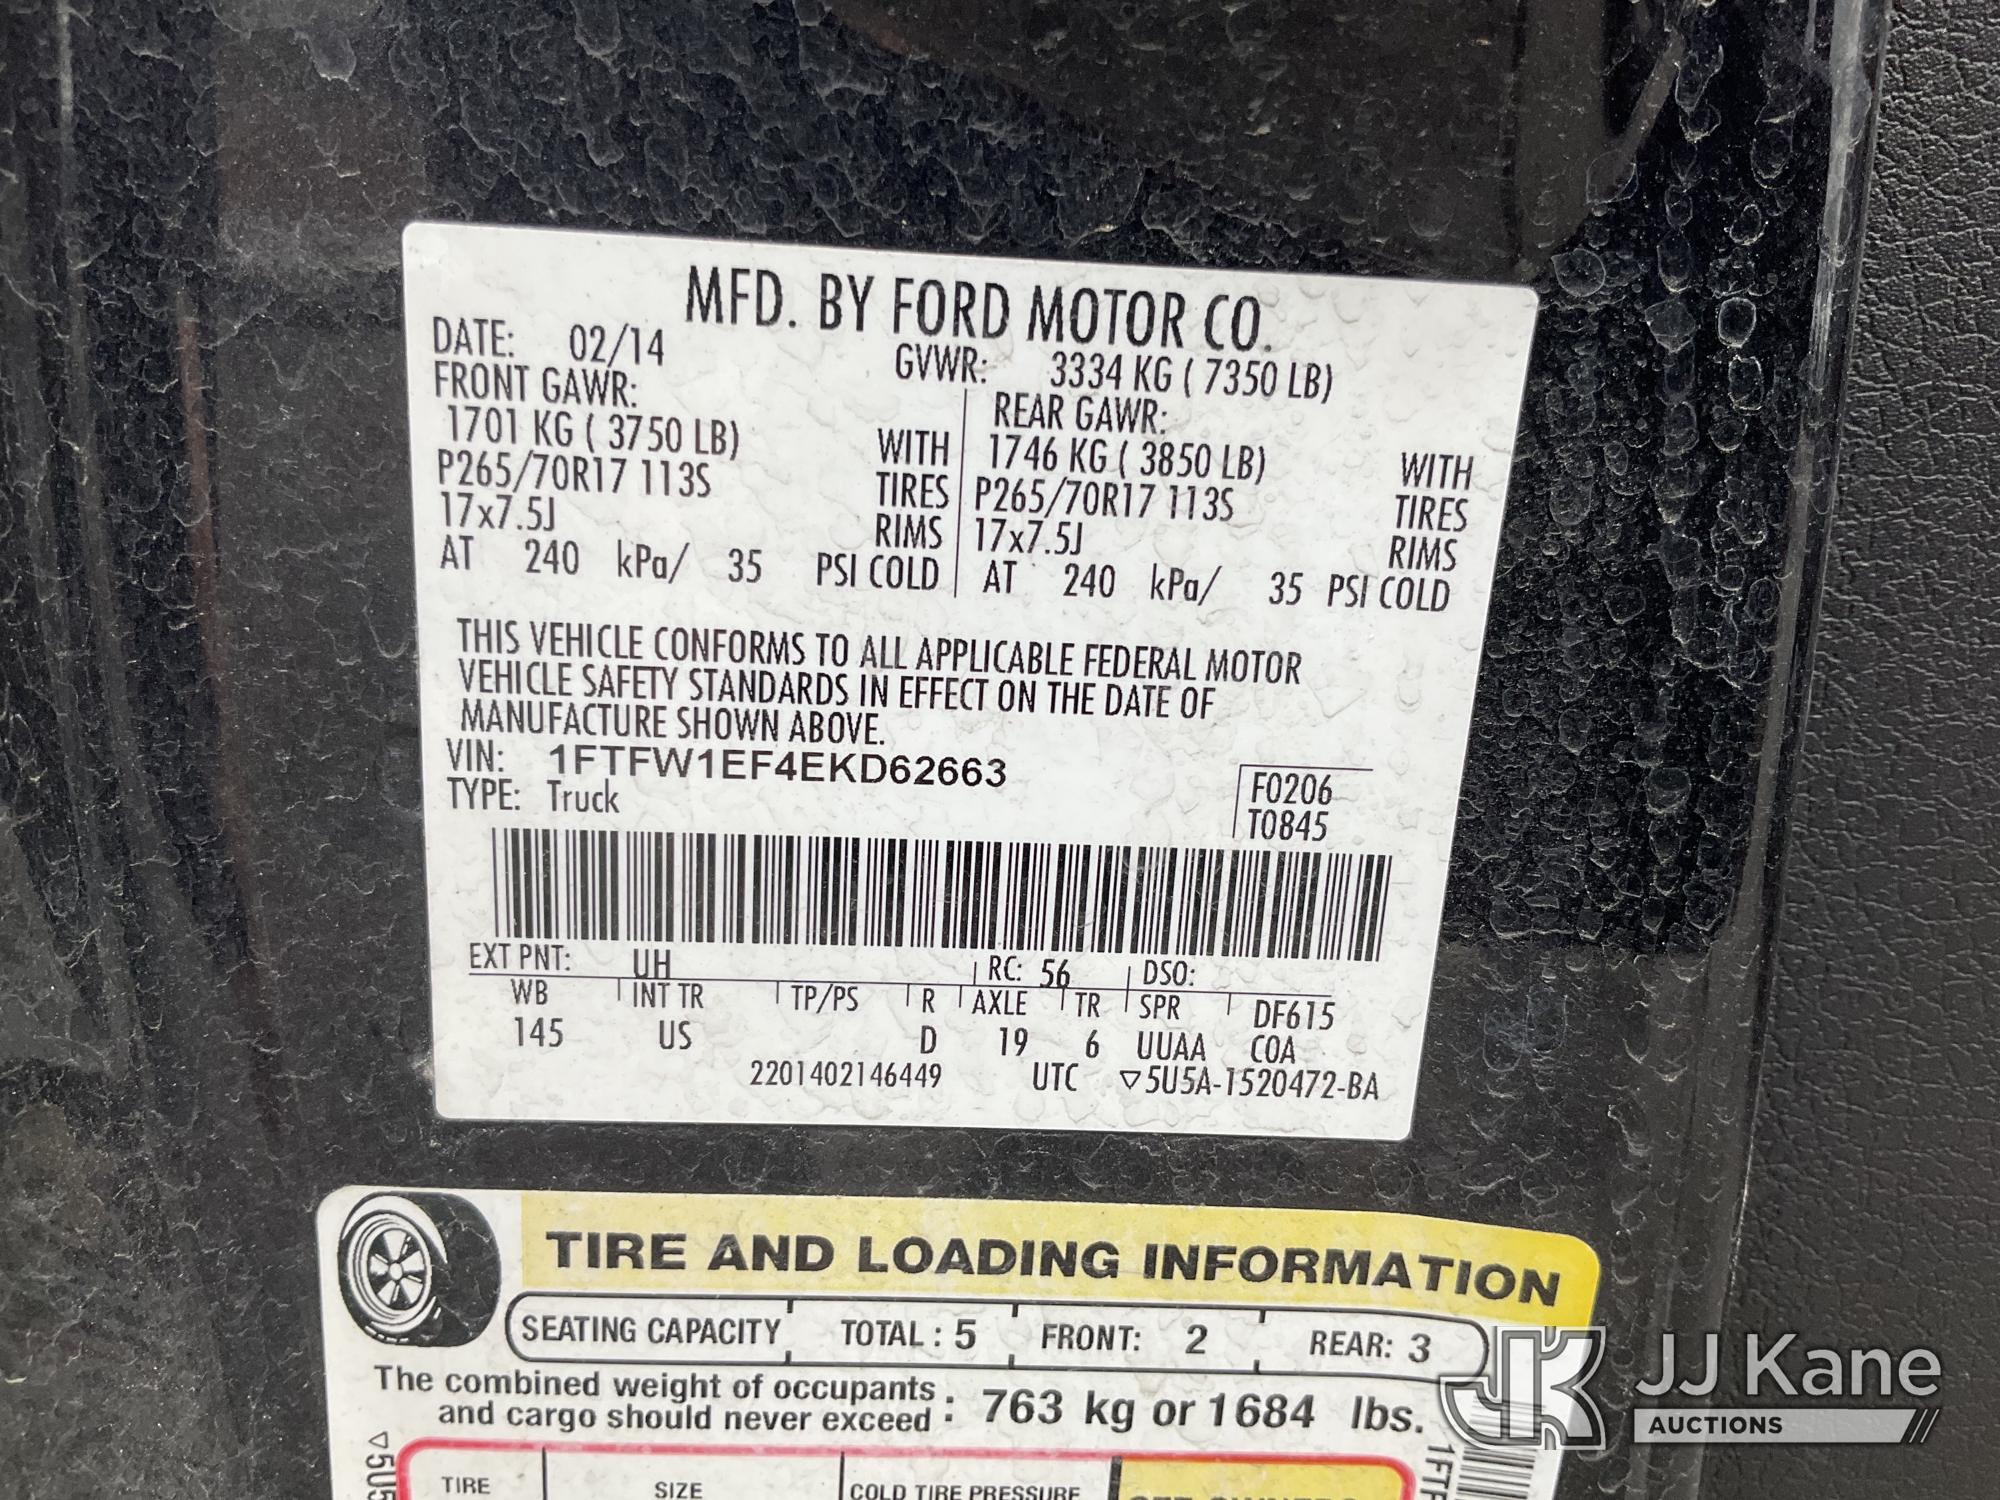 MFD. BY FORD MOTOR CO.
DATE: 02/14 GVWR: 3334 KG ( 7350 LB)
FRONT GAWR: REAR GAWR:
1701 KG ( 3750 LB) WITH 1746 KG ( 3850 LB) WITH
P265/70R17 113S TIRES P265/70R17 113S TIRES
17x7.5J RIMS 17x7.5J RIMS
AT 240 kPa/ 35 PSI COLD AT 240 kPa/ 35 PSI COLD
THIS VEHICLE CONFORMS TO ALL APPLICABLE FEDERAL MOTOR
VEHICLE SAFETY STANDARDS IN EFFECT ON THE DATE OF
MANUFACTURE SHOWN ABOVE.
VIN: 1FTFW1EF4EKD62663
TYPE: Truck
F0206
T0845
EXT PNT: UH RC: 56 DSO:
WB INT TR TP/PS R AXLE TR SPR DF615
145 US D 19 6 UUAA COA
2201402146449 UTC ▽5U5A-1520472-BA
TIRE AND LOADING INFORMATION
SEATING CAPACITY TOTAL : 5 FRONT: 2 REAR: 3
The combined weight of occupants
and cargo should never exceed : 763 kg or 1684 lbs.
TIRE SIZE COLD TIRE PRESSURE
▽5U5
1FTF
JJ Kane
AUCTIONS